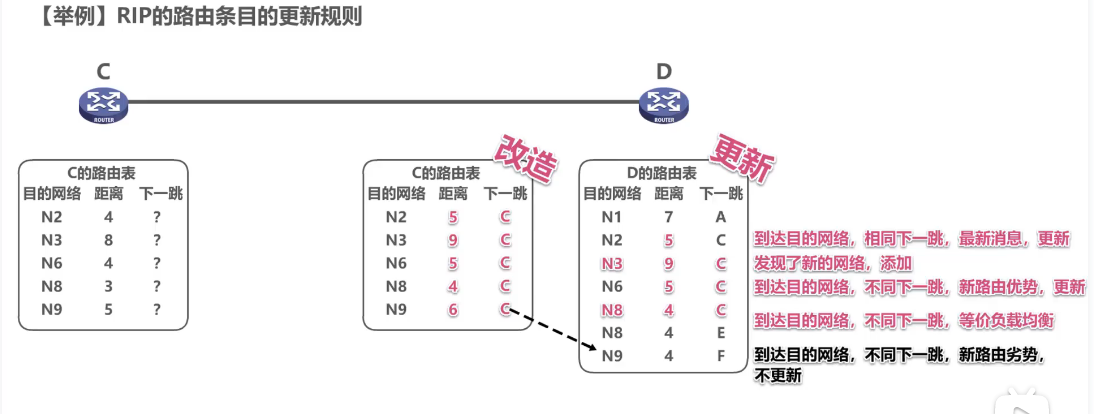 【举例】RIP的路由条目的更新规则
C
D
ROUTER
ROUTER
C的路由表
目的网络 距离 下一跳
N2 4 ?
N3 8 ?
N6 4 ?
N8 3 ?
N9 5 ?
改造
C的路由表
目的网络 距离 下一跳
N2 5 C
N3 9 C
N6 5 C
N8 4 C
N9 6 C
更新
D的路由表
目的网络 距离 下一跳
N1 7 A
N2 5 C
N3 9 C
N6 5 C
N8 4 C
N8 4 E
N9 4 F
到达目的网络，相同下一跳，最新消息，更新
发现了新的网络，添加
到达目的网络，不同下一跳，新路由优势，更新
到达目的网络，不同下一跳，等价负载均衡
到达目的网络，不同下一跳，新路由劣势，
不更新